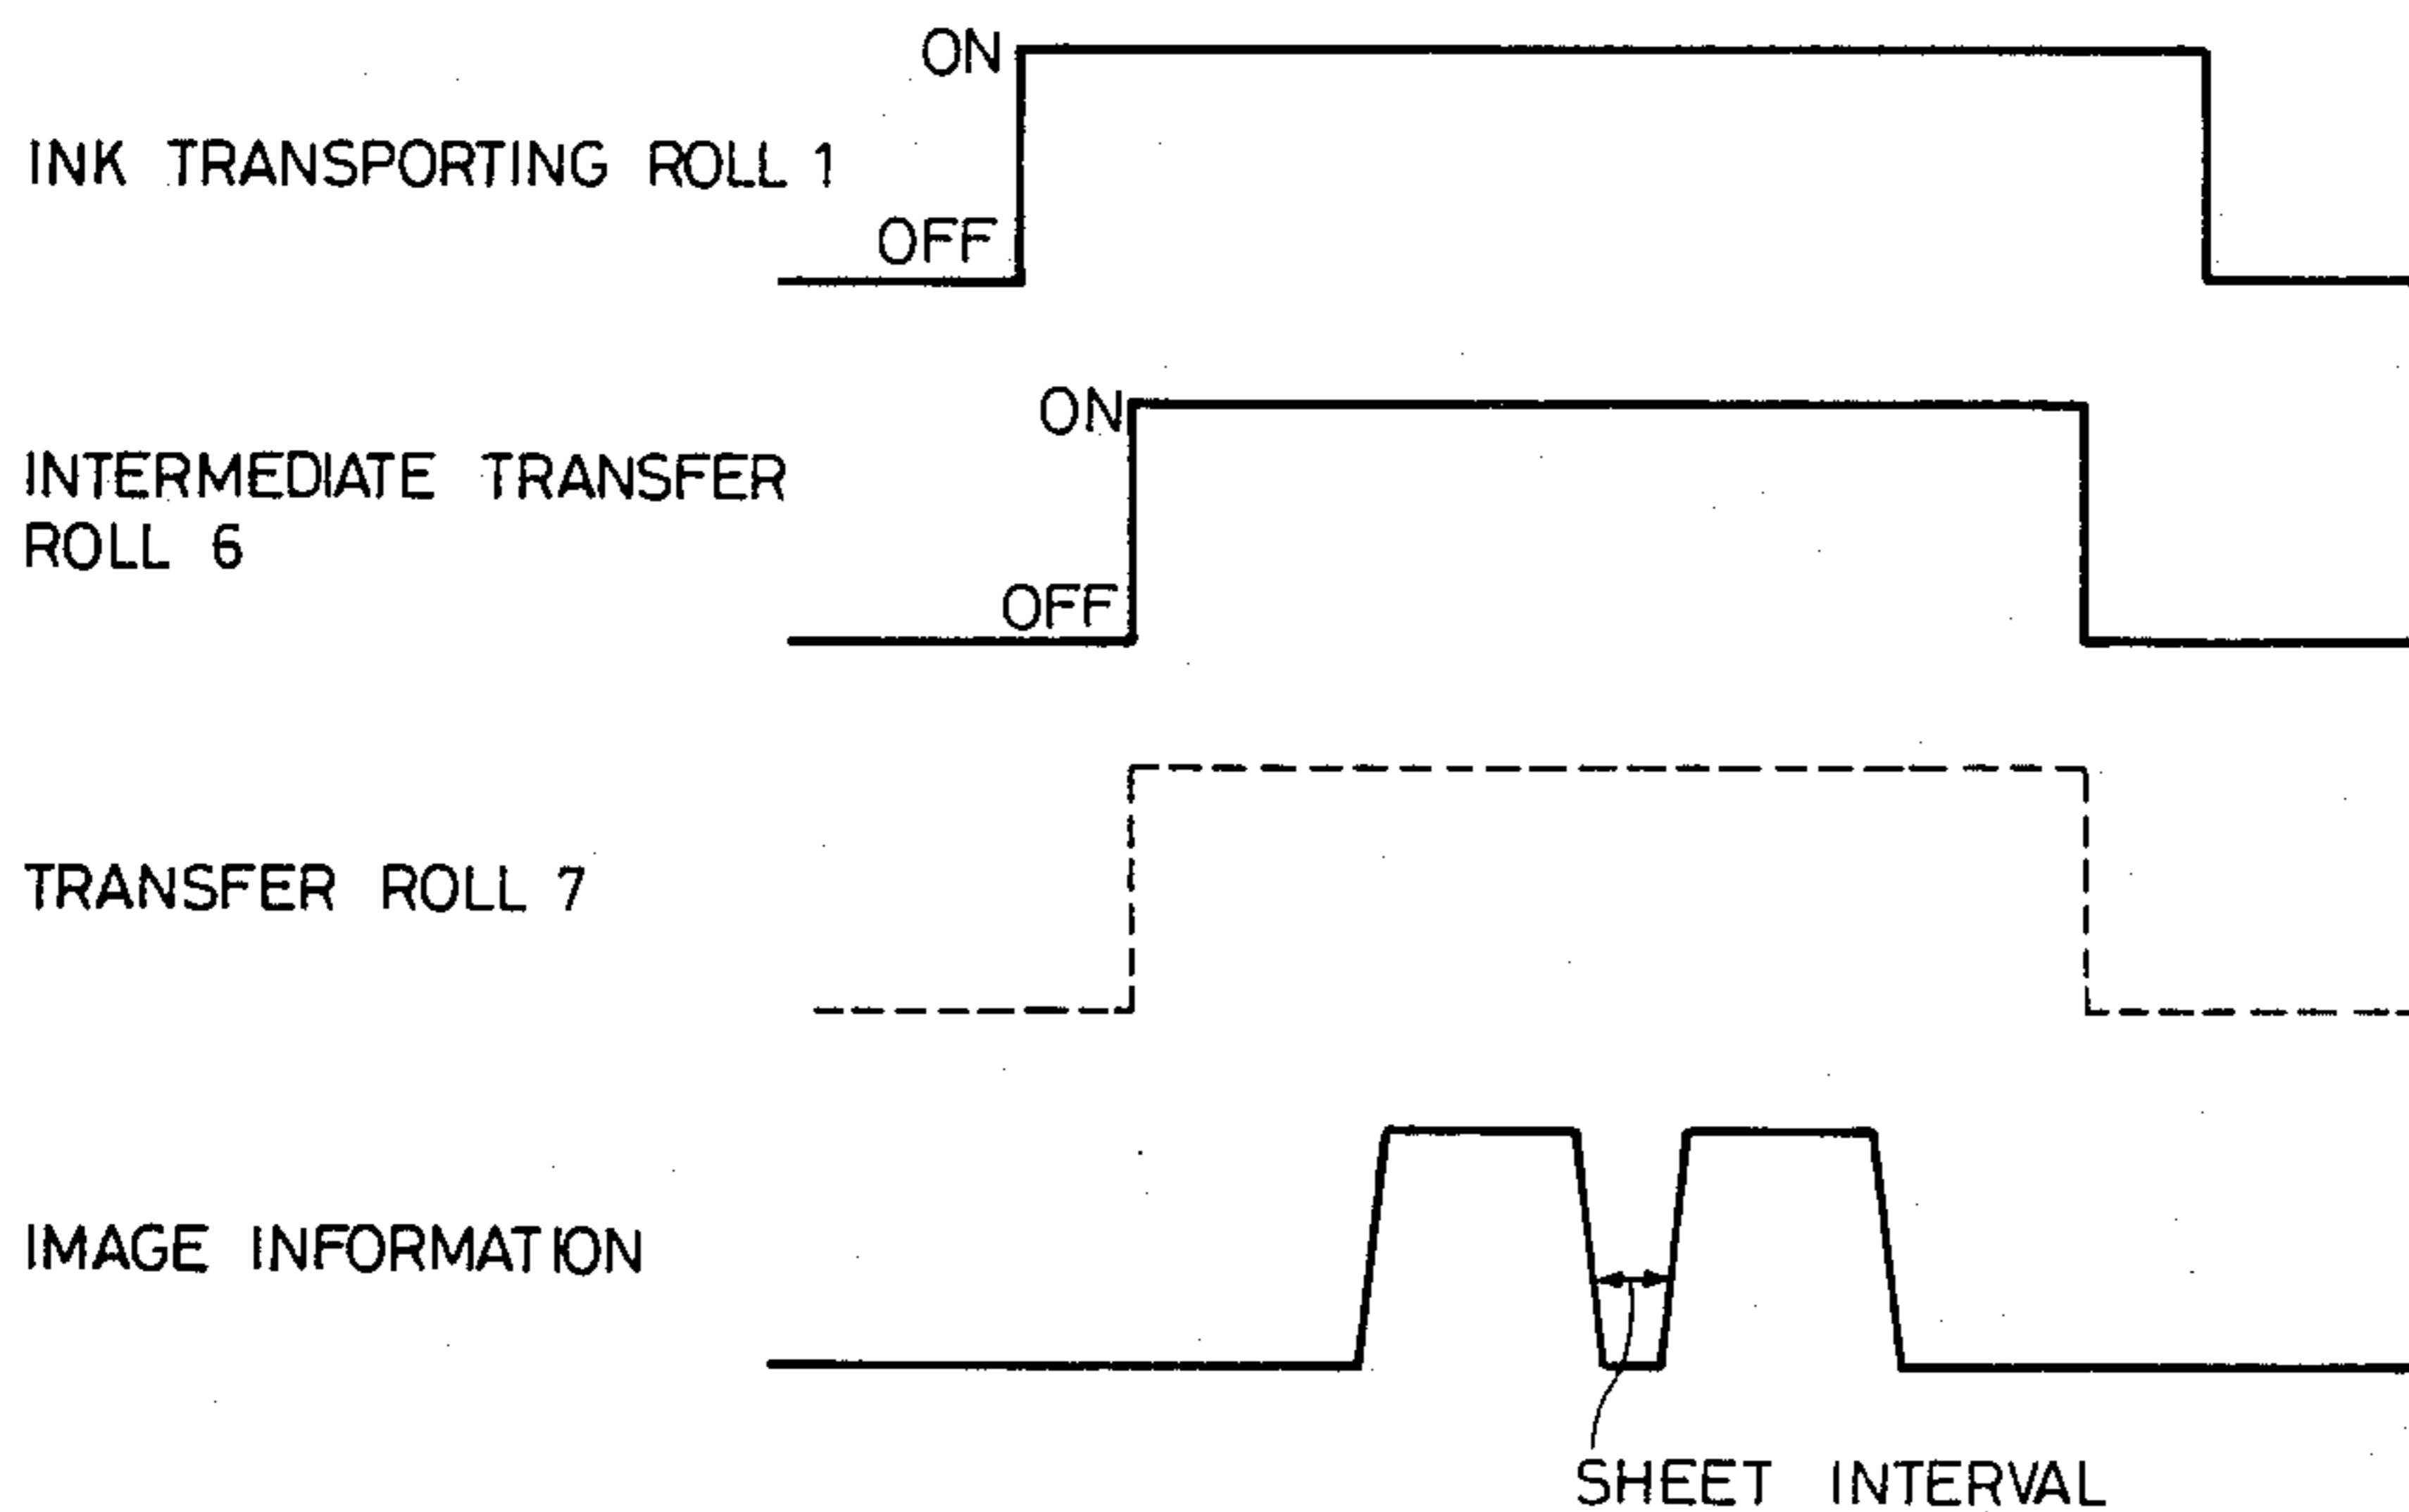 ON
INK TRANSPORTING ROLL 1
OFF
ON
INTERMEDIATE TRANSFER
ROLL 6
OFF
TRANSFER ROLL 7
IMAGE INFORMATION
SHEET INTERVAL